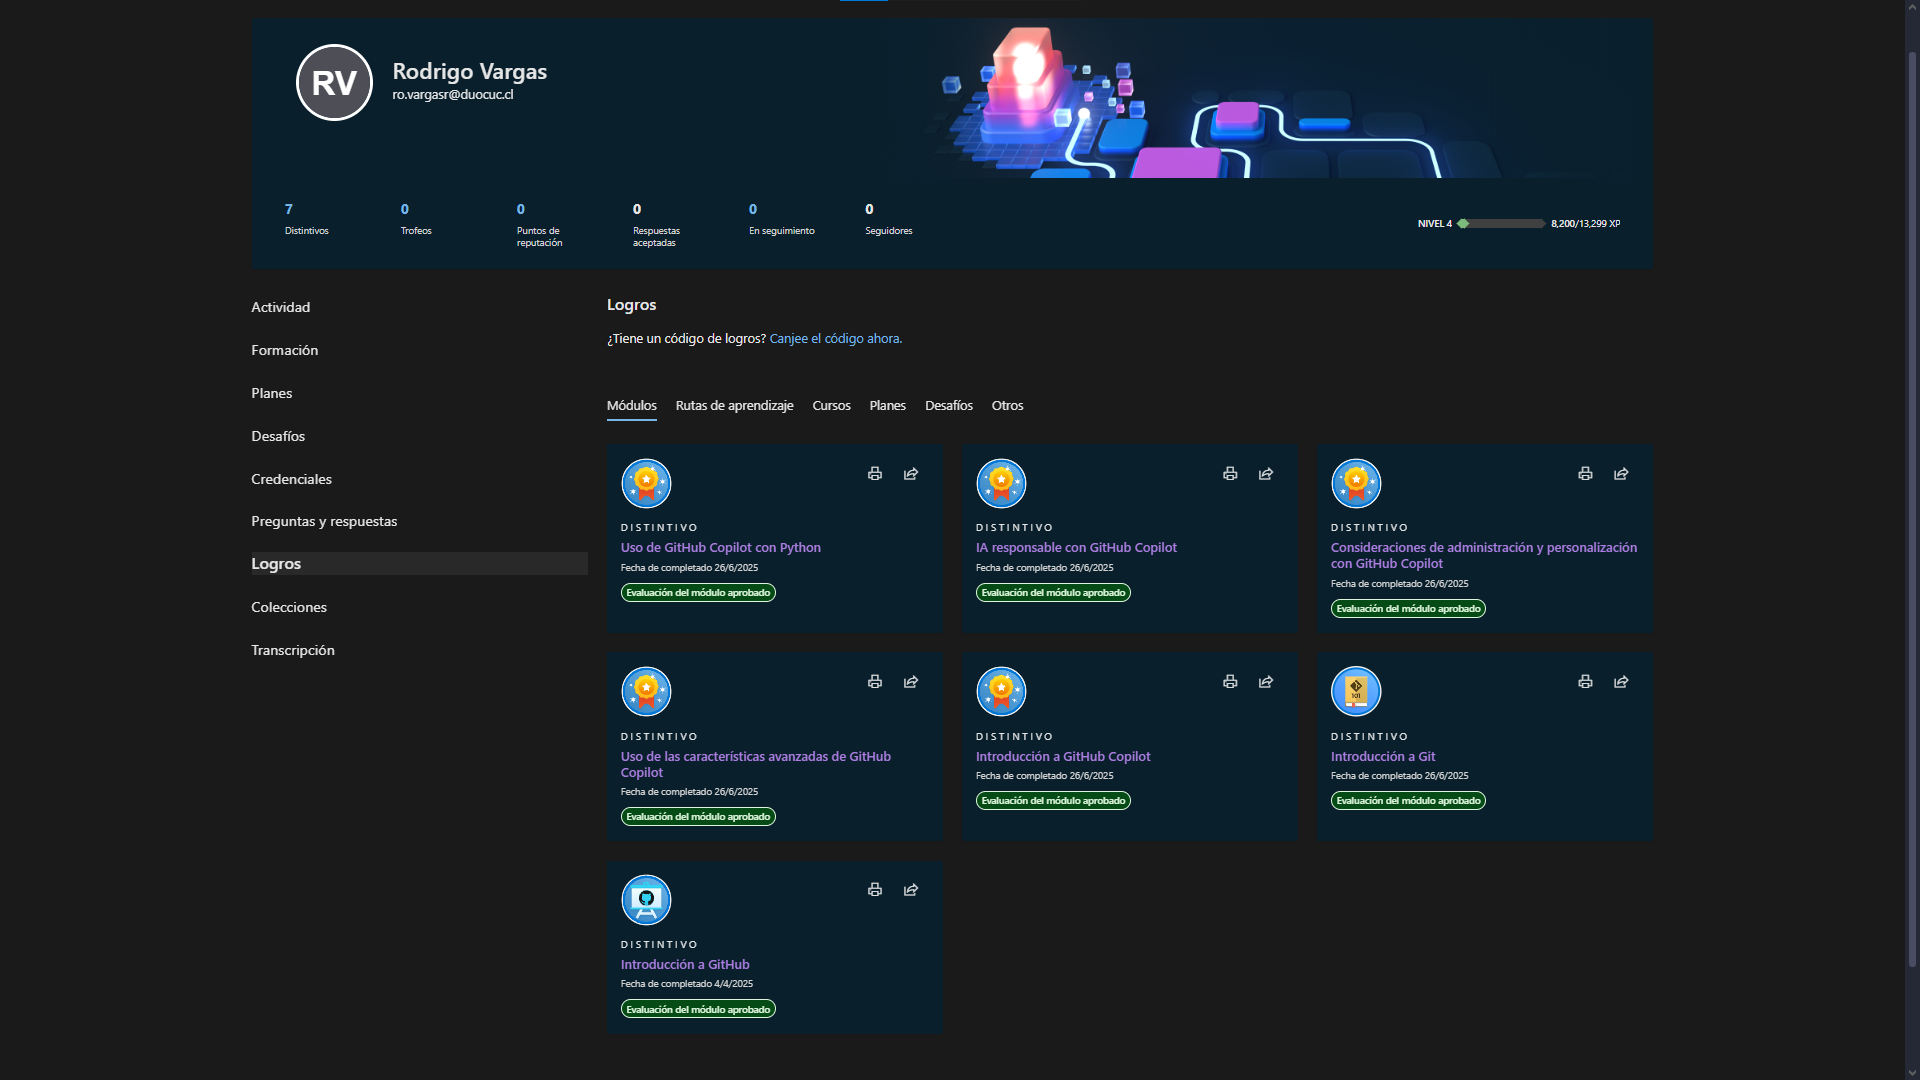 RV
Rodrigo Vargas
ro.vargasr@duocuc.cl
7
Distintivos
0
Trofeos
0
Puntos de
reputación
0
Respuestas
aceptadas
0
En seguimiento
0
Seguidores
NIVEL 4
8,200/13,299 XP
Actividad
Formación
Planes
Desafíos
Credenciales
Preguntas y respuestas
Logros
Colecciones
Transcripción
Logros
¿Tiene un código de logros? Canjee el código ahora.
Módulos Rutas de aprendizaje Cursos Planes Desafíos Otros
DISTINTIVO
Uso de GitHub Copilot con Python
Fecha de completado 26/6/2025
Evaluación del módulo aprobado
DISTINTIVO
IA responsable con GitHub Copilot
Fecha de completado 26/6/2025
Evaluación del módulo aprobado
DISTINTIVO
Consideraciones de administración y personalización
con GitHub Copilot
Fecha de completado 26/6/2025
Evaluación del módulo aprobado
DISTINTIVO
Uso de las características avanzadas de GitHub
Copilot
Fecha de completado 26/6/2025
Evaluación del módulo aprobado
DISTINTIVO
Introducción a GitHub Copilot
Fecha de completado 26/6/2025
Evaluación del módulo aprobado
101
DISTINTIVO
Introducción a Git
Fecha de completado 26/6/2025
Evaluación del módulo aprobado
DISTINTIVO
Introducción a GitHub
Fecha de completado 4/4/2025
Evaluación del módulo aprobado